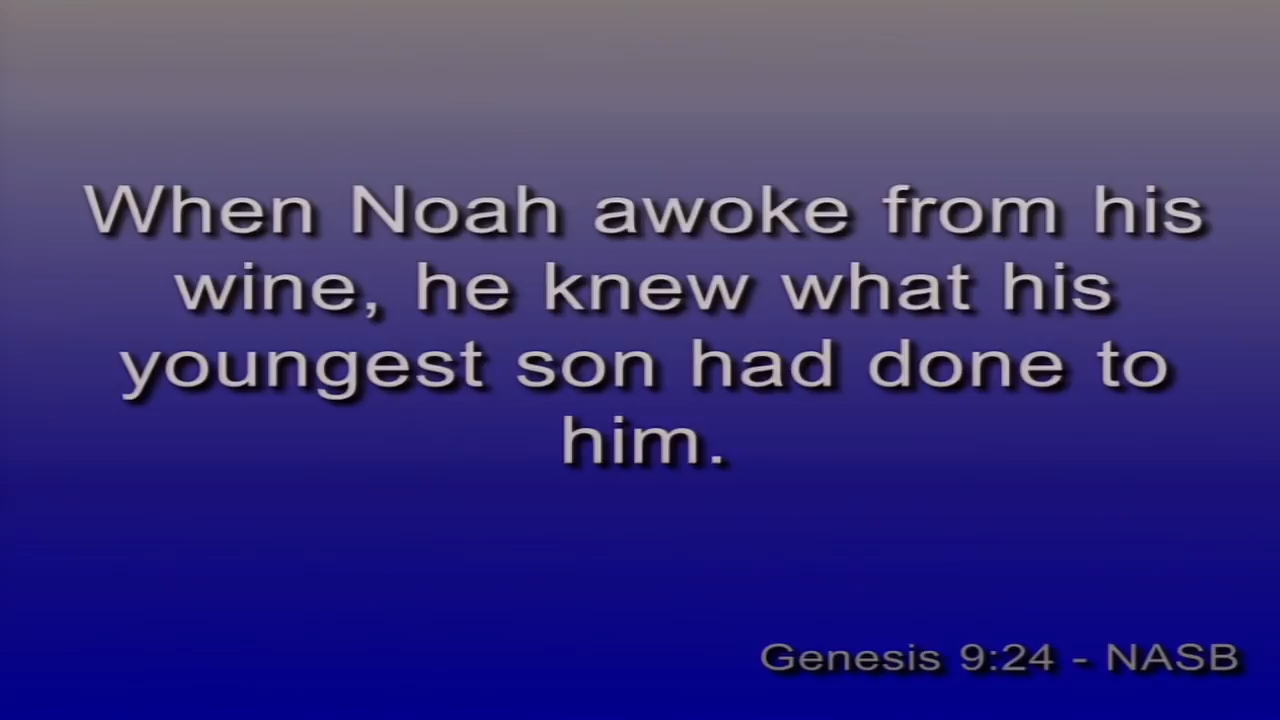 When Noah awoke from his
wine, he knew what his
youngest son had done to
him.
Genesis 9:24 - NASB